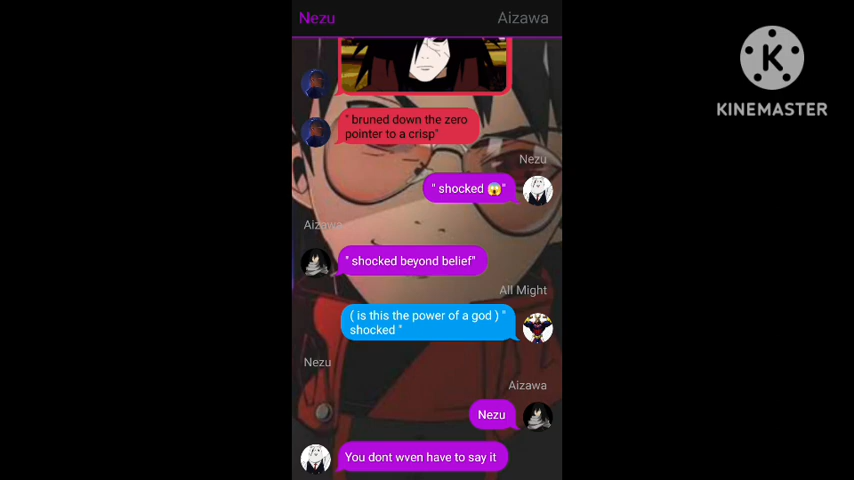 Nezu
Aizawa
K
KINEMASTER
" bruned down the zero
pointer to a crisp"
Nezu
" shocked 😱"
Aizawa
" shocked beyond belief"
All Might
( is this the power of a god ) "
shocked "
Nezu
Aizawa
Nezu
You dont wven have to say it